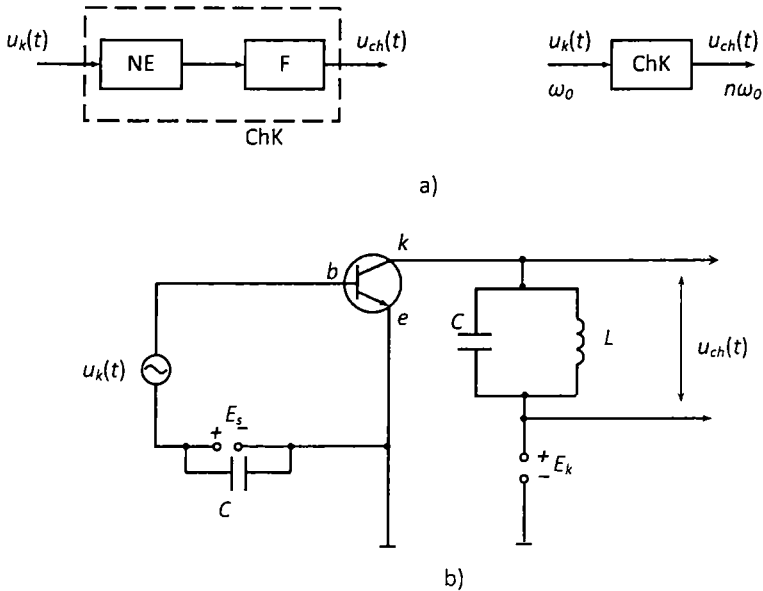 u_k(t)
NE
F
u_ch(t)
ChK
u_k(t)
ω_0
ChK
u_ch(t)
nω_0
a)
k
b
e
u_k(t)
+ E_s −
C
C
L
u_ch(t)
+ E_k
−
b)